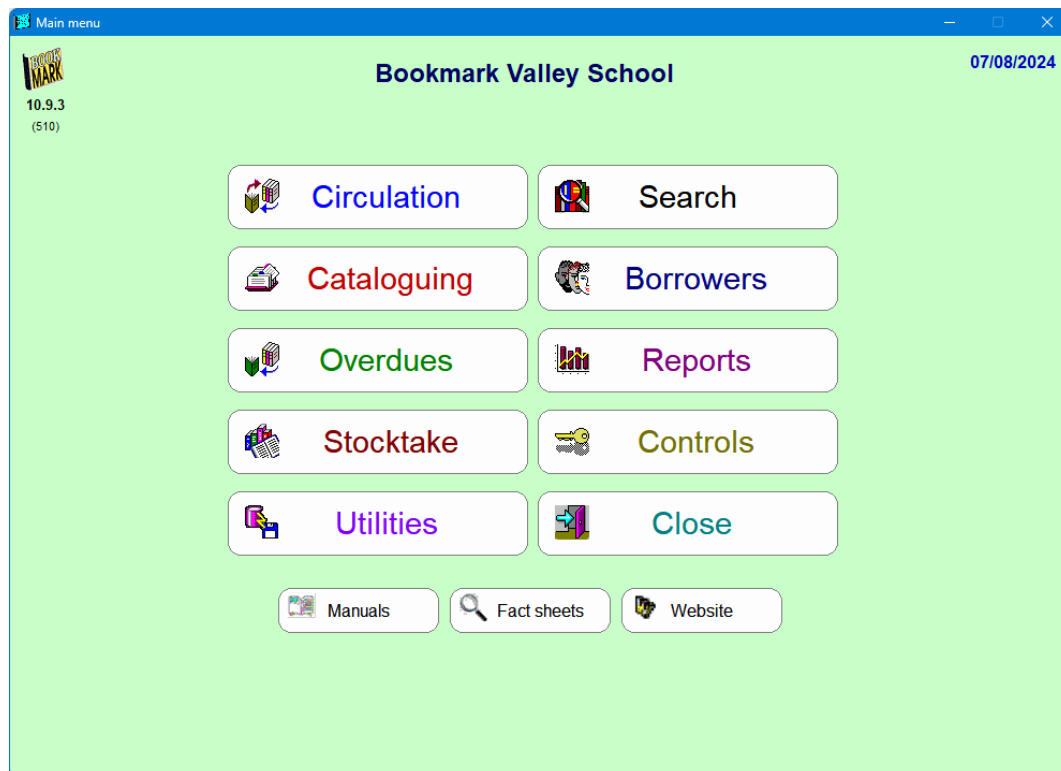 Main menu
BOOK
MARK
10.9.3
(510)
Bookmark Valley School
07/08/2024
Circulation
Search
Cataloguing
Borrowers
Overdues
Reports
Stocktake
Controls
Utilities
Close
Manuals
Fact sheets
Website